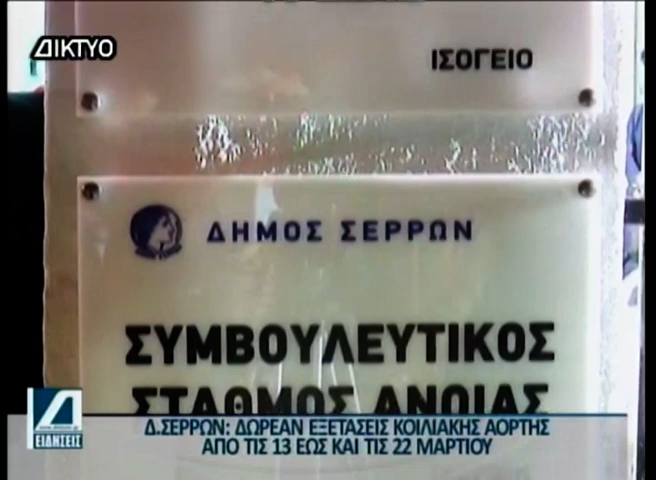 ΔΙΚΤΥΟ
ΙΣΟΓΕΙΟ
ΔΗΜΟΣ ΣΕΡΡΩΝ
ΣΥΜΒΟΥΛΕΥΤΙΚΟΣ
ΣΤΑΘΜΟΣ ΑΝΟΙΑΣ
Δ.ΣΕΡΡΩΝ: ΔΩΡΕΑΝ ΕΞΕΤΑΣΕΙΣ ΚΟΙΛΙΑΚΗΣ ΑΟΡΤΗΣ
ΑΠΟ ΤΙΣ 13 ΕΩΣ ΚΑΙ ΤΙΣ 22 ΜΑΡΤΙΟΥ
Δ
ΕΙΔΗΣΕΙΣ